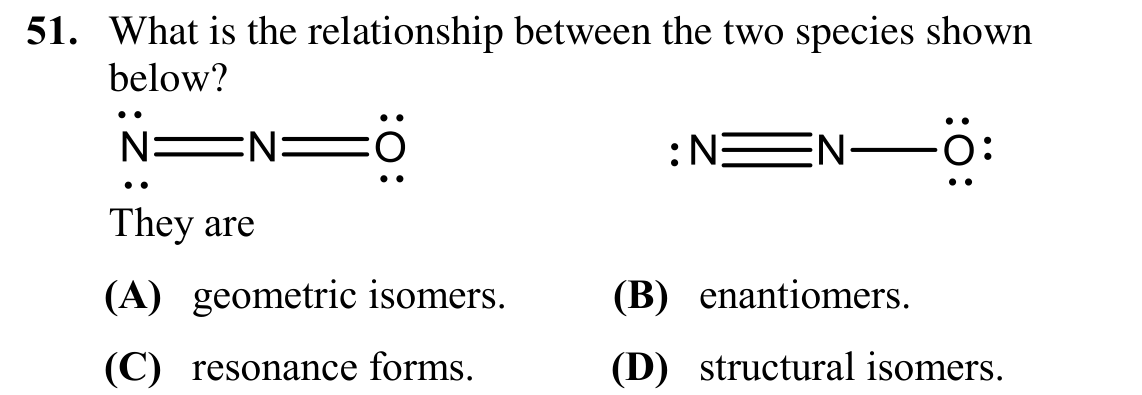 51. What is the relationship between the two species shown
below?
N=N=O :N≡N—O:
They are
(A) geometric isomers. (B) enantiomers.
(C) resonance forms. (D) structural isomers.